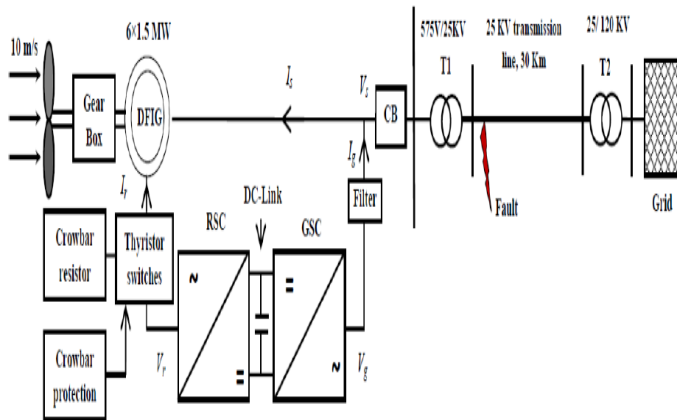 10 m/s
6×1.5 MW
575V/25KV
25 KV transmission
line, 30 Km
25/ 120 KV
Gear
Box
DFIG
Is
Vs
CB
T1
T2
Ig
Ir
Filter
Fault
Grid
DC-Link
RSC
GSC
Crowbar
resistor
Thyristor
switches
~
=
=
~
Crowbar
protection
Vr
Vg